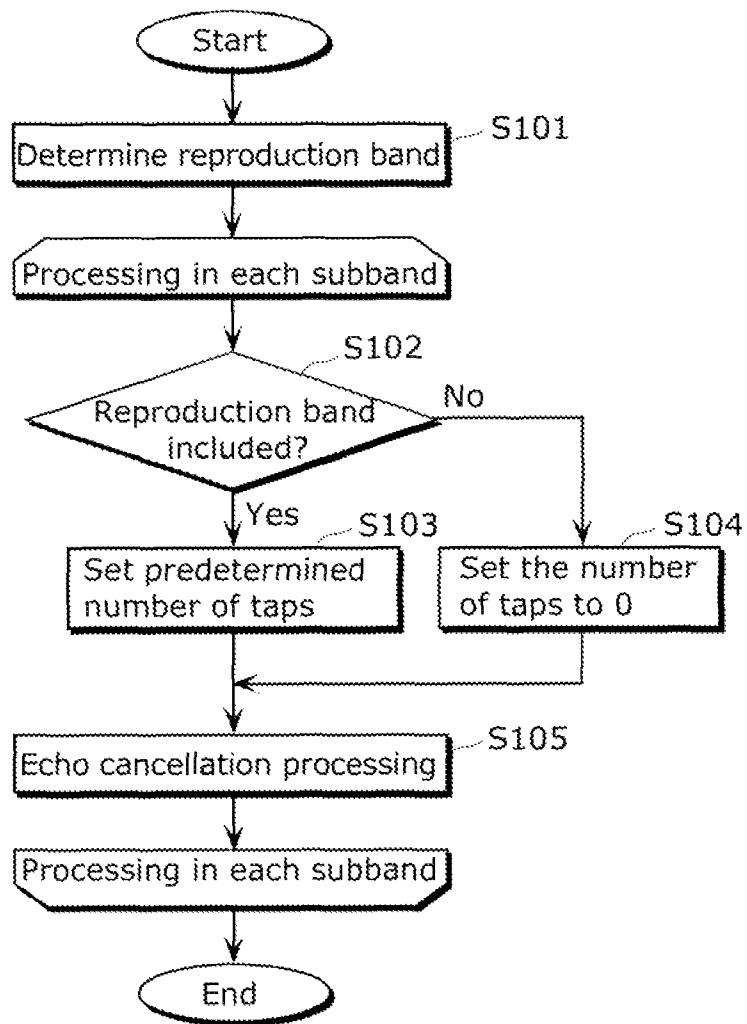 Start
S101
Determine reproduction band
Processing in each subband
S102
Reproduction band
included?
No
Yes
S103
Set predetermined
number of taps
S104
Set the number
of taps to 0
S105
Echo cancellation processing
Processing in each subband
End